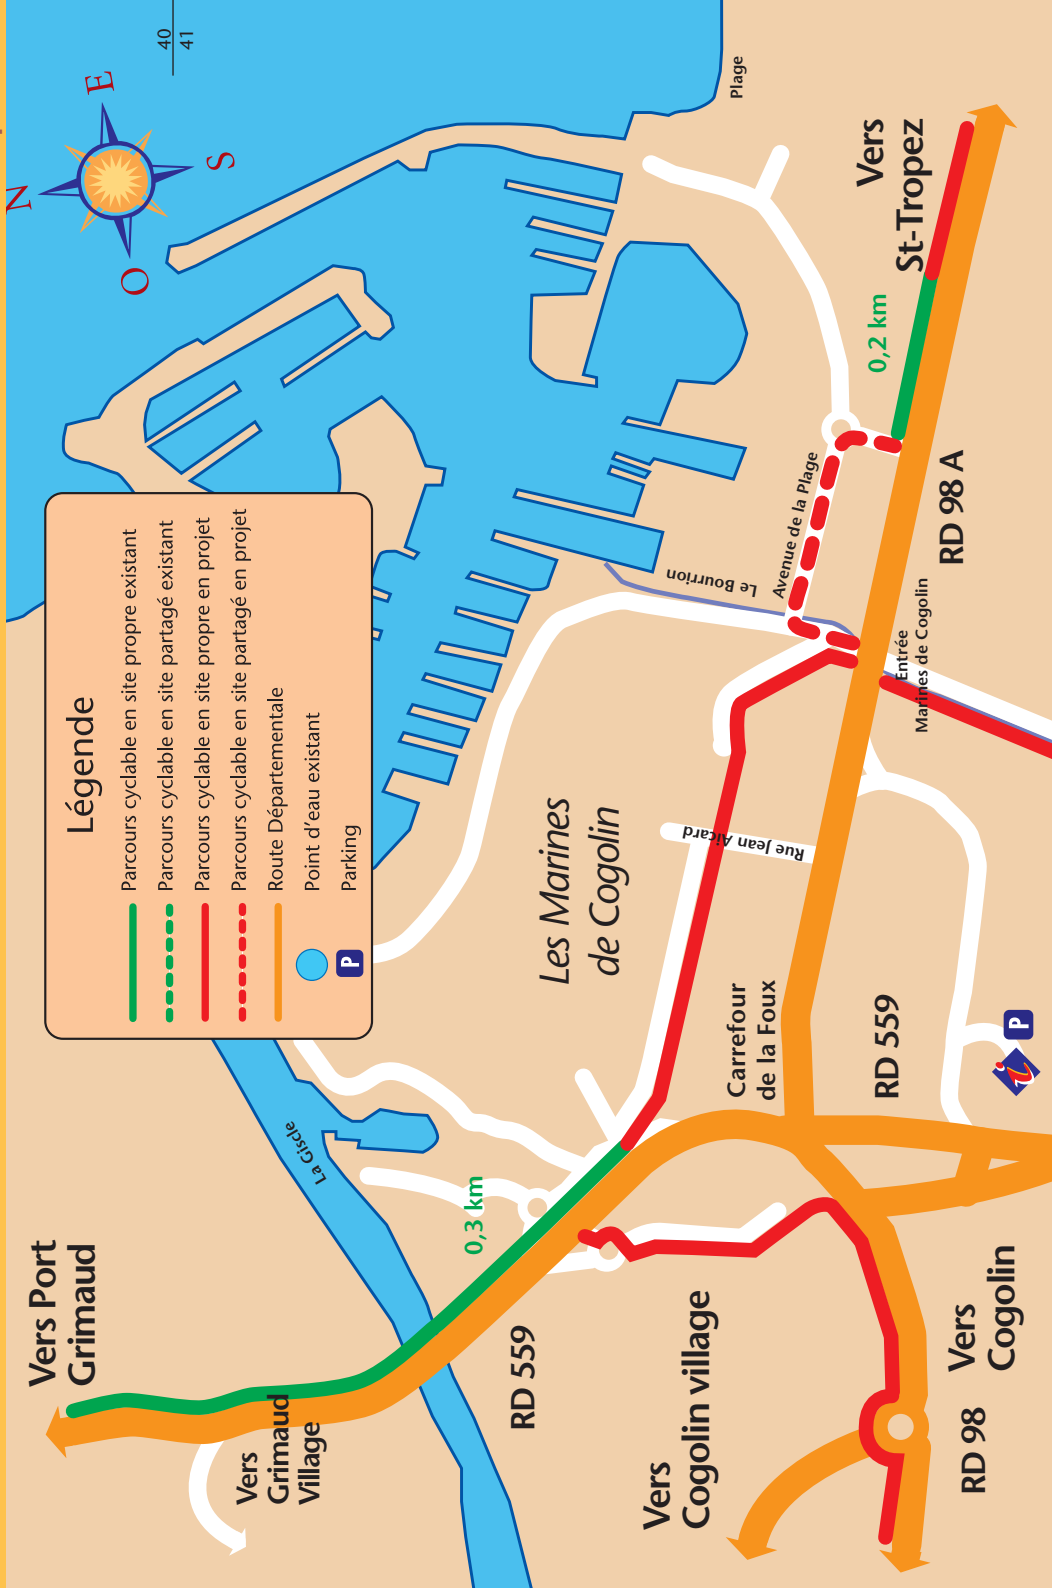 Légende
Parcours cyclable en site propre existant
Parcours cyclable en site partagé existant
Parcours cyclable en site propre en projet
Parcours cyclable en site partagé en projet
Route Départementale
Point d'eau existant
P Parking
N
E
S
O
40
41
Vers Port
Grimaud
Vers
Grimaud
Village
La Giscle
0,3 km
RD 559
Vers
Cogolin village
RD 98
Vers
Cogolin
Les Marines
de Cogolin
Carrefour
de la Foux
RD 559
P
i
Rue Jean Aicard
Le Bourrion
Avenue de la Plage
Entrée
Marines de Cogolin
RD 98 A
0,2 km
Vers
St-Tropez
Plage